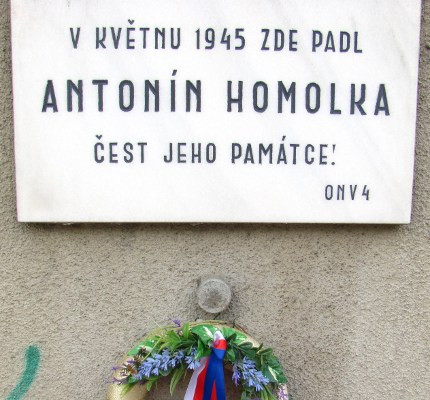 V KVĚTNU 1945 ZDE PADL
ANTONÍN HOMOLKA
ČEST JEHO PAMÁTCE!
ONV4